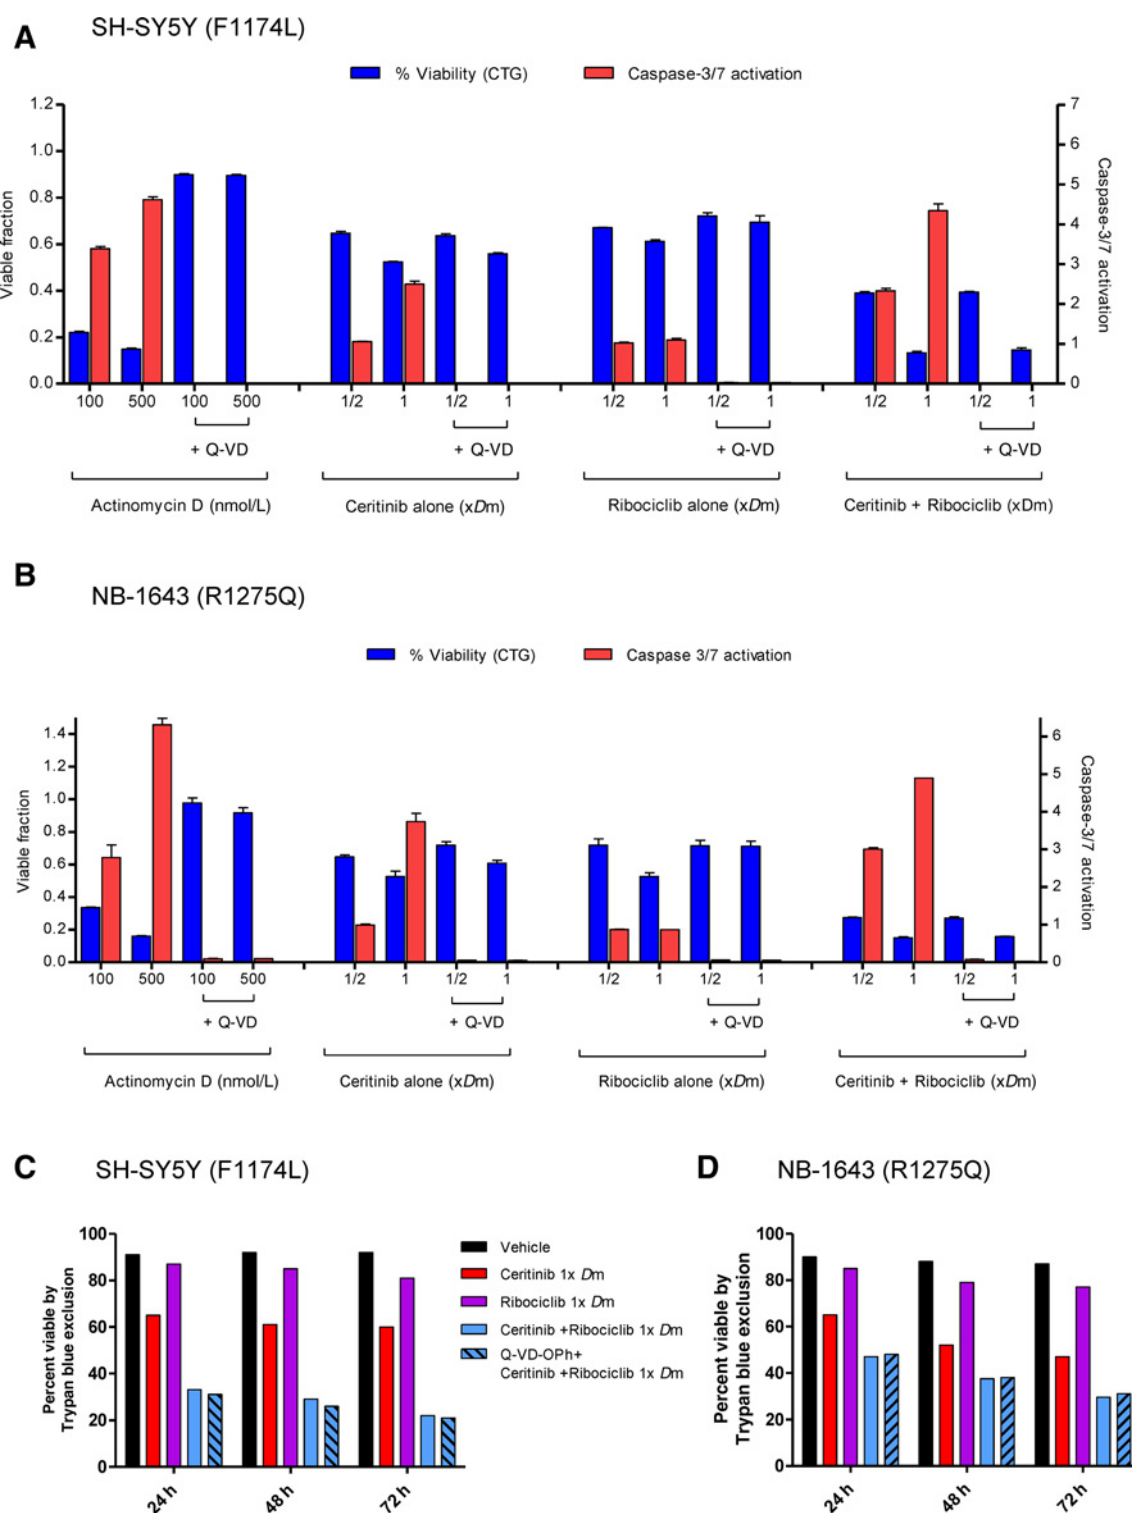 A
SH-SY5Y (F1174L)
% Viability (CTG) Caspase-3/7 activation
Viable fraction
1.2
1.0
0.8
0.6
0.4
0.2
0.0
7
6
5
4
3
2
1
0
Caspase-3/7 activation
100 500 100 500 1/2 1 1/2 1 1/2 1 1/2 1 1/2 1 1/2 1
+ Q-VD + Q-VD + Q-VD + Q-VD
Actinomycin D (nmol/L) Ceritinib alone (xDm) Ribociclib alone (xDm) Ceritinib + Ribociclib (xDm)
B
NB-1643 (R1275Q)
% Viability (CTG) Caspase 3/7 activation
Viable fraction
1.4
1.2
1.0
0.8
0.6
0.4
0.2
0.0
6
5
4
3
2
1
0
Caspase-3/7 activation
100 500 100 500 1/2 1 1/2 1 1/2 1 1/2 1 1/2 1 1/2 1
+ Q-VD + Q-VD + Q-VD + Q-VD
Actinomycin D (nmol/L) Ceritinib alone (xDm) Ribociclib alone (xDm) Ceritinib + Ribociclib (xDm)
C
SH-SY5Y (F1174L)
Percent viable by
Trypan blue exclusion
100
80
60
40
20
0
24 h 48 h 72 h
Vehicle
Ceritinib 1x Dm
Ribociclib 1x Dm
Ceritinib +Ribociclib 1x Dm
Q-VD-OPh+
Ceritinib +Ribociclib 1x Dm
D
NB-1643 (R1275Q)
Percent viable by
Trypan blue exclusion
100
80
60
40
20
0
24 h 48 h 72 h